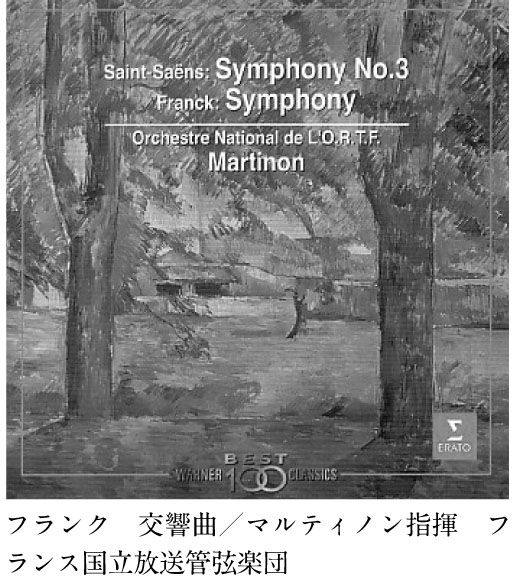 Saint-Saëns: Symphony No.3
Franck: Symphony
Orchestre National de L'O.R.T.F.
Martinon
Σ
ERATO
BEST
WARNER 100 CLASSICS
フランク　交響曲／マルティノン指揮　フ
ランス国立放送管弦楽団